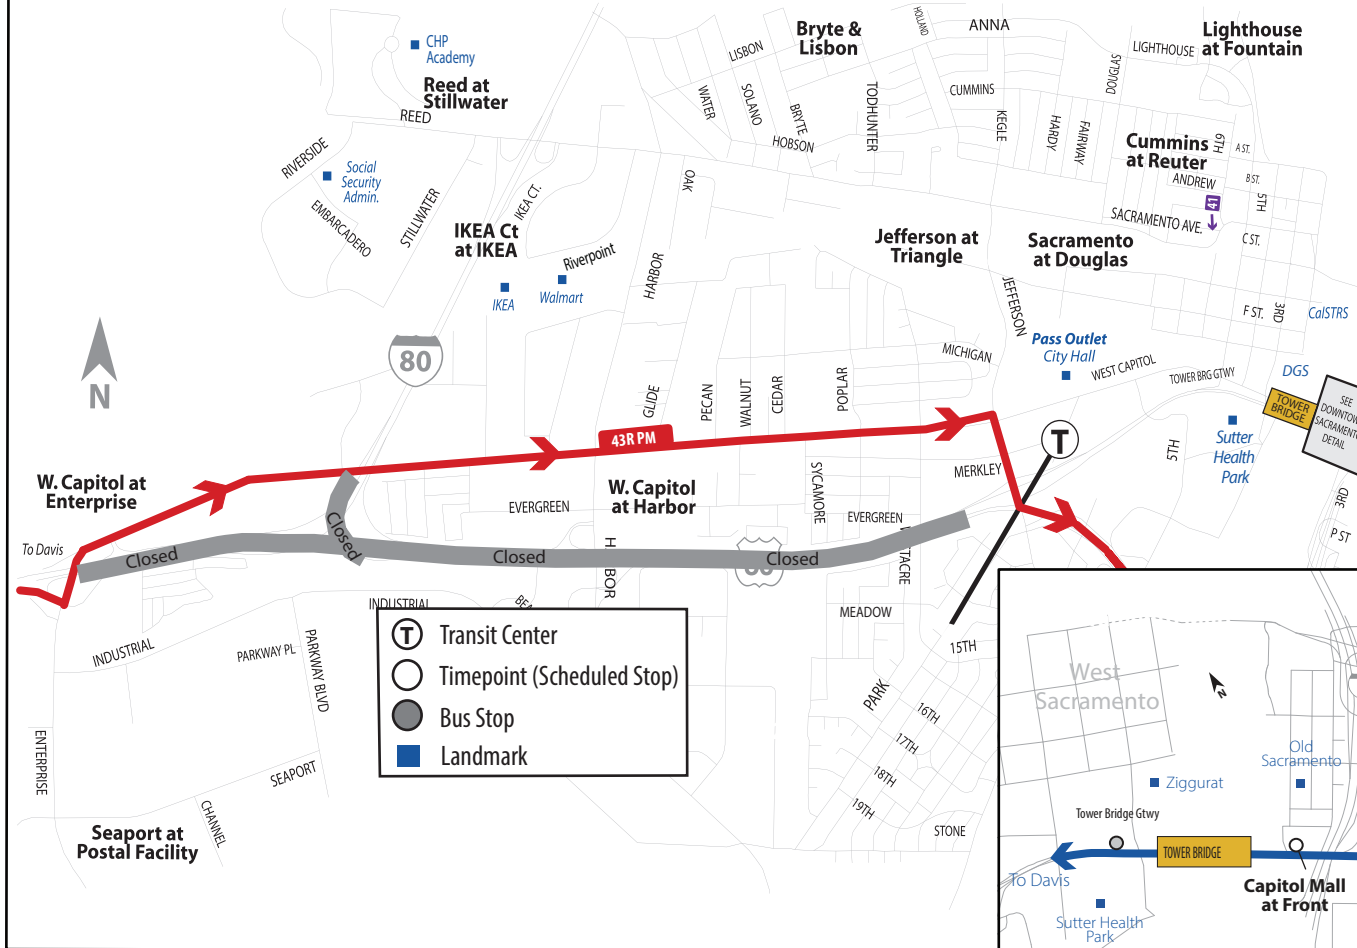 CHP
Academy
Reed at
Stillwater
REED
RIVERSIDE
Social
Security
Admin.
EMBARCADERO
STILLWATER
IKEA CT.
IKEA Ct
at IKEA
IKEA
Riverpoint
Walmart
HARBOR
OAK
LISBON
WATER
SOLANO
BRYTE
HOBSON
Bryte &
Lisbon
TODHUNTER
HOLLAND
ANNA
CUMMINS
KEGLE
HARDY
FAIRWAY
DOUGLAS
LIGHTHOUSE
Lighthouse
at Fountain
Cummins
at Reuter
ANDREW
6TH
A ST.
B ST.
5TH
C ST.
41
SACRAMENTO AVE.
Sacramento
at Douglas
Jefferson at
Triangle
JEFFERSON
MICHIGAN
Pass Outlet
City Hall
WEST CAPITOL
TOWER BRG GTWY
F ST.
3RD
CalSTRS
DGS
TOWER
BRIDGE
SEE
DOWNTOWN
SACRAMENTO
DETAIL
Sutter
Health
Park
5TH
3RD
P ST
N
80
GLIDE
PECAN
WALNUT
CEDAR
POPLAR
43R PM
T
MERKLEY
W. Capitol at
Enterprise
W. Capitol
at Harbor
EVERGREEN
SYCAMORE
EVERGREEN
To Davis
Closed
Closed
Closed
Closed
INDUSTRIAL
INDUSTRIAL
PARKWAY PL
PARKWAY BLVD
MEADOW
15TH
PARK
16TH
17TH
18TH
19TH
STONE
ENTERPRISE
SEAPORT
CHANNEL
Seaport at
Postal Facility
T Transit Center
Timepoint (Scheduled Stop)
Bus Stop
Landmark
West
Sacramento
N
Old
Sacramento
Ziggurat
Tower Bridge Gtwy
TOWER BRIDGE
To Davis
Capitol Mall
at Front
Sutter Health
Park